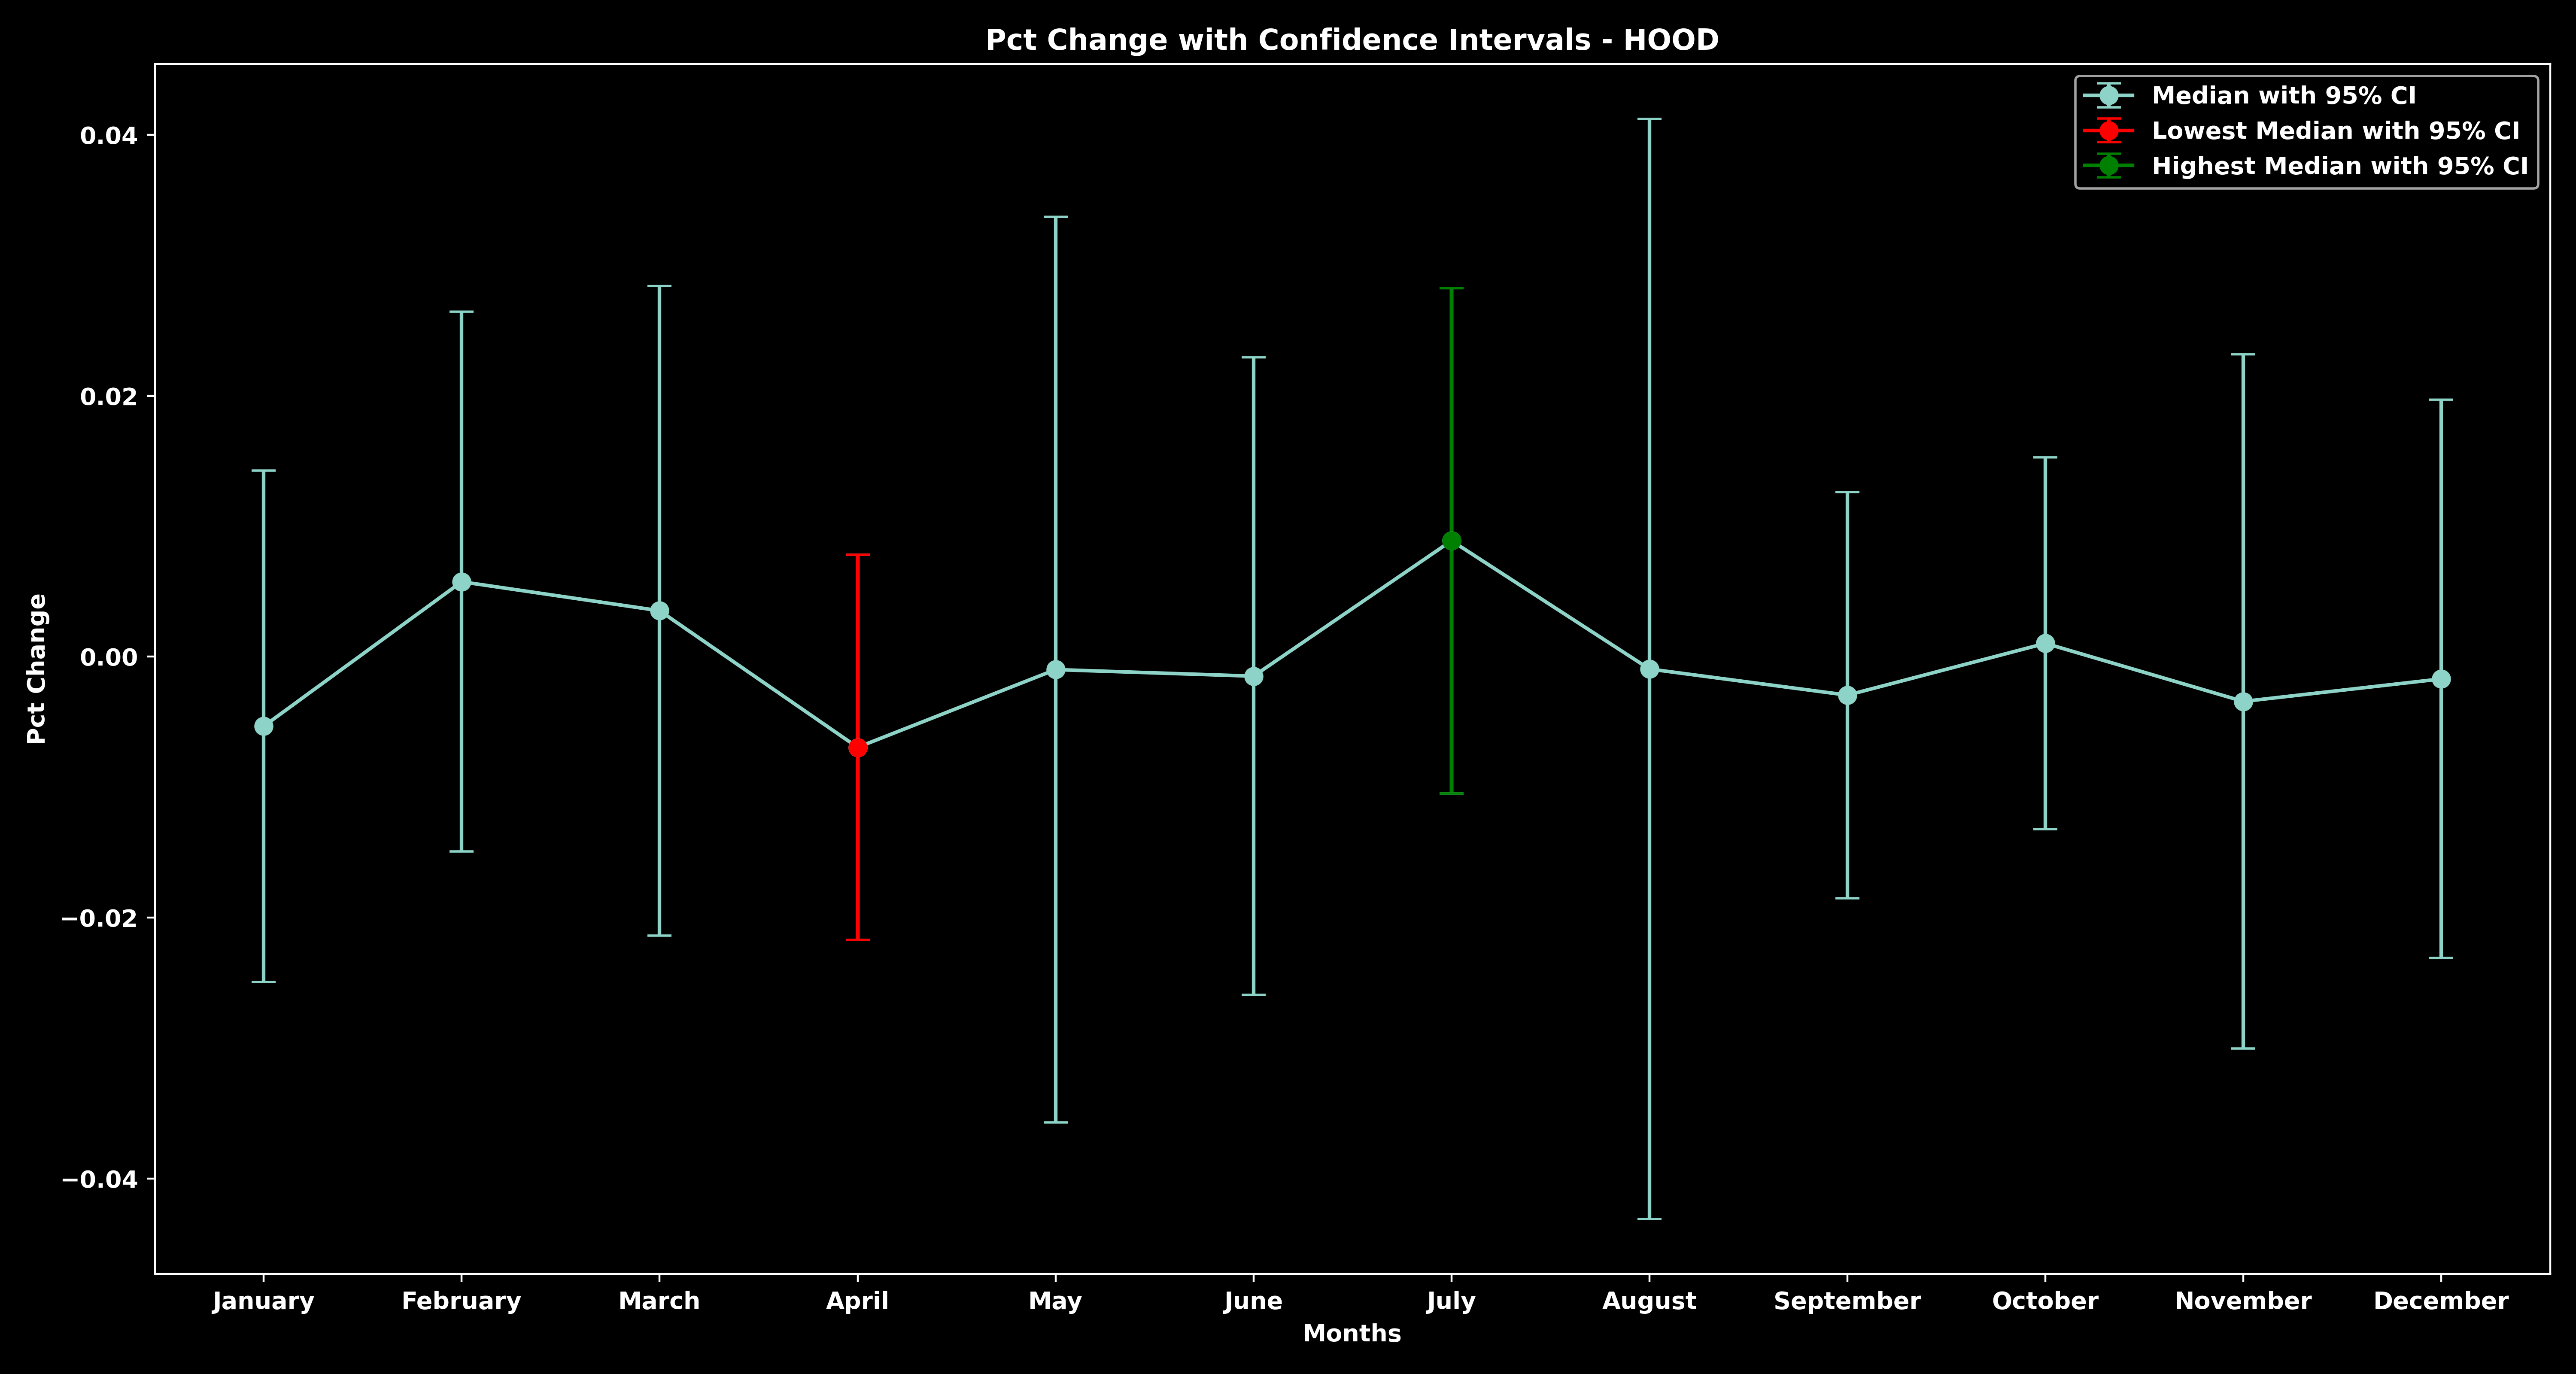 Pct Change with Confidence Intervals - HOOD
Median with 95% CI
Lowest Median with 95% CI
Highest Median with 95% CI
0.04
0.02
0.00
−0.02
−0.04
Pct Change
January February March April May June July August September October November December
Months